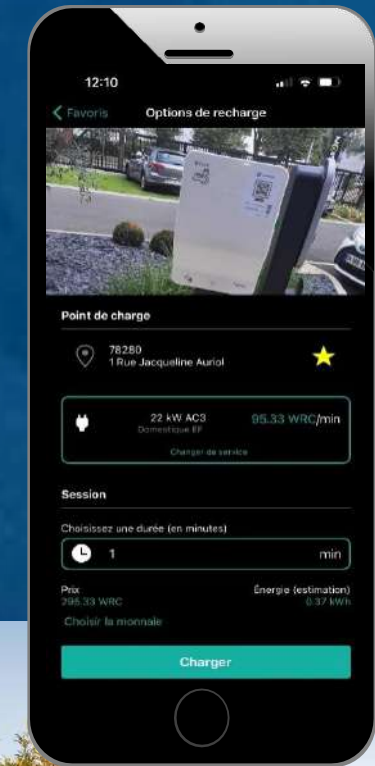 12:10
Favoris
Options de recharge
Point de charge
78280
1 Rue Jacqueline Auriol
22 kW AC3
95.33 WRC/min
Domestique EF
Changer de service
Session
Choisissez une durée (en minutes)
1
min
Prix
Énergie (estimation)
295.33 WRC
0.37 kWh
Choisir la monnaie
Charger